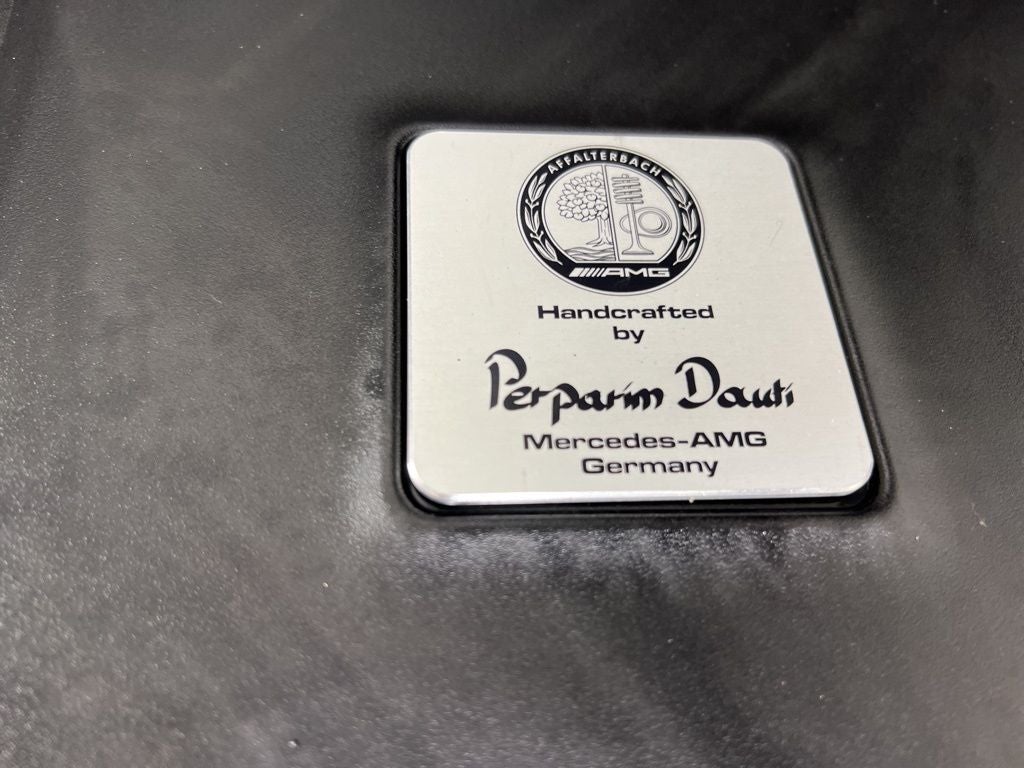 AFFALTERBACH
AMG
Handcrafted
by
Perparim Dauti
Mercedes-AMG
Germany